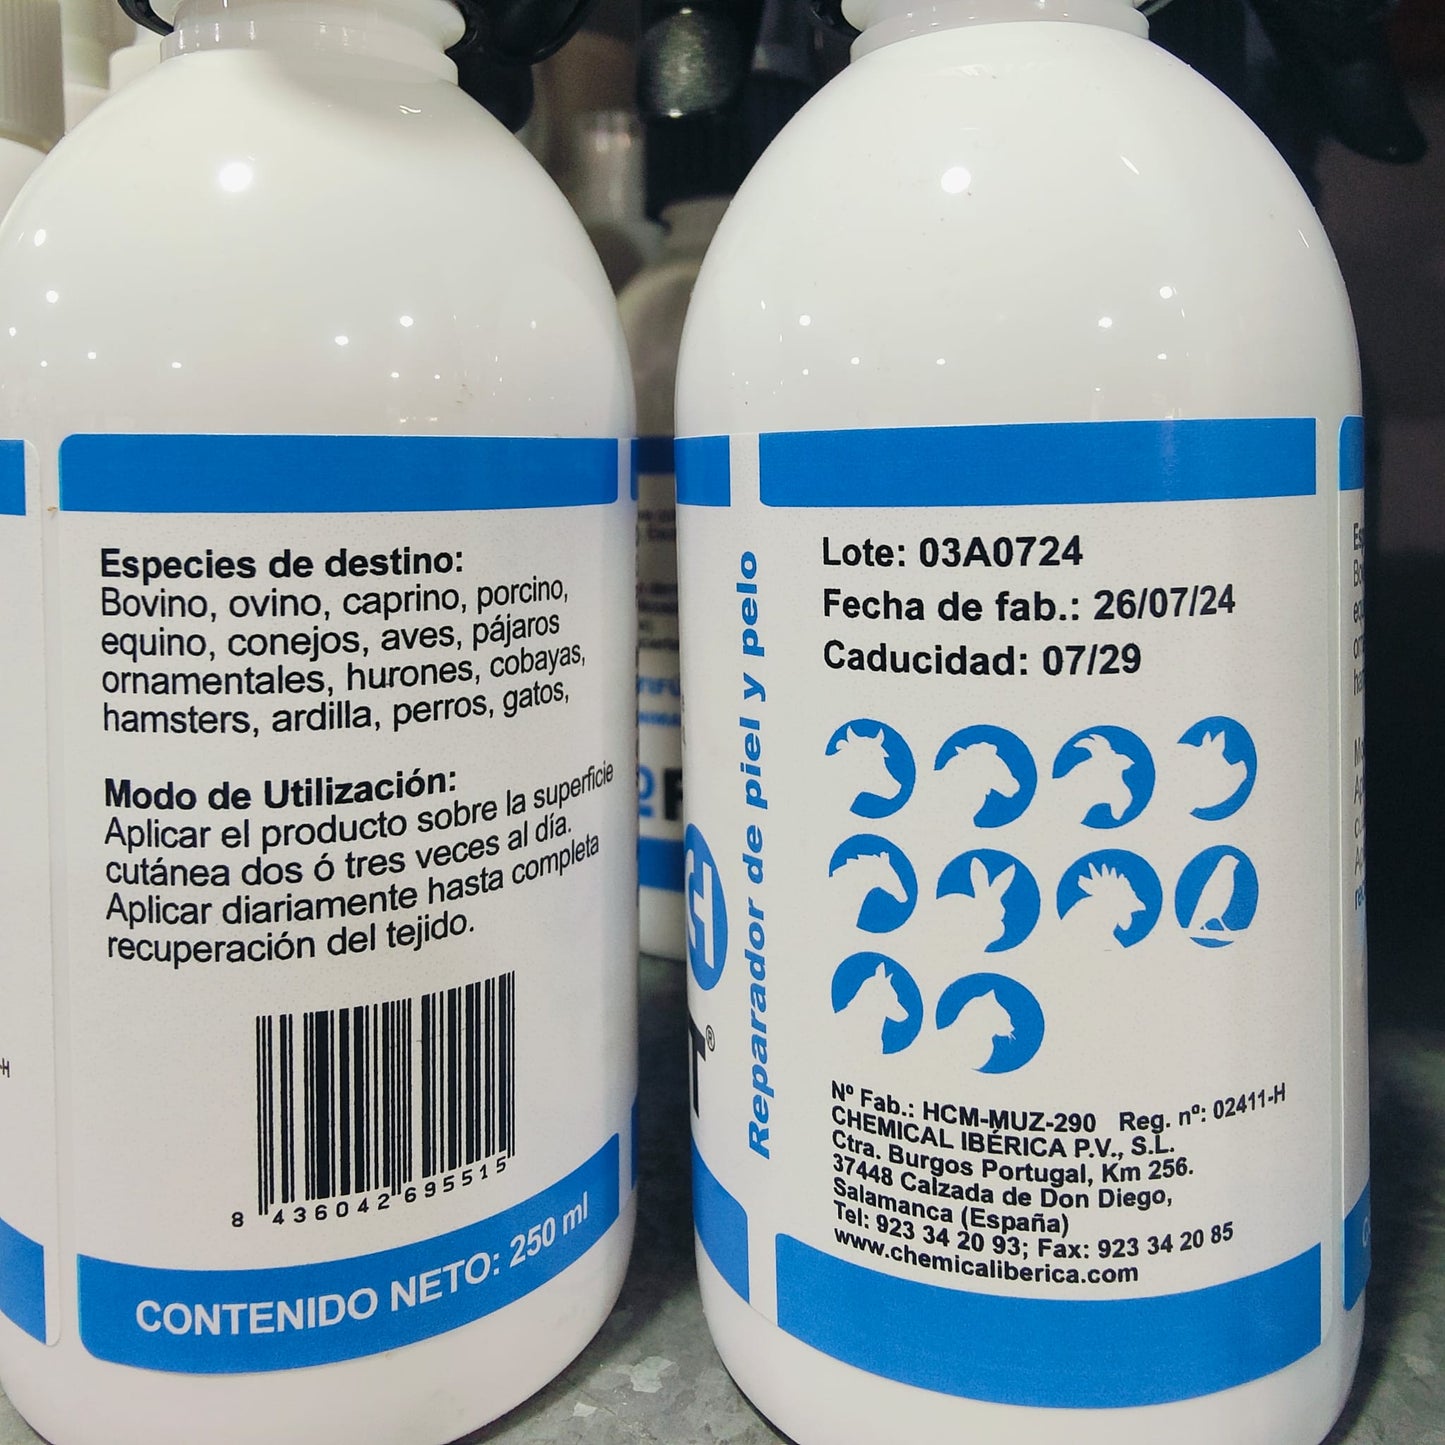 Especies de destino:
Bovino, ovino, caprino, porcino,
equino, conejos, aves, pájaros
ornamentales, hurones, cobayas,
hamsters, ardilla, perros, gatos,
Modo de Utilización:
Aplicar el producto sobre la superficie
cutánea dos ó tres veces al día.
Aplicar diariamente hasta completa
recuperación del tejido.
8 436042 695515
CONTENIDO NETO: 250 ml
Reparador de piel y pelo
Lote: 03A0724
Fecha de fab.: 26/07/24
Caducidad: 07/29
Nº Fab.: HCM-MUZ-290 Reg. nº: 02411-H
CHEMICAL IBÉRICA P.V., S.L.
Ctra. Burgos Portugal, Km 256.
37448 Calzada de Don Diego,
Salamanca (España)
Tel: 923 34 20 93; Fax: 923 34 20 85
www.chemicaliberica.com